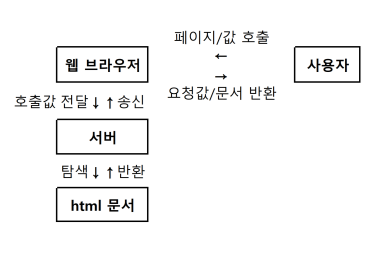 페이지/값 호출
←
웹 브라우저
사용자
→
요청값/문서 반환
호출값 전달↓ ↑송신
서버
탐색↓ ↑반환
html 문서